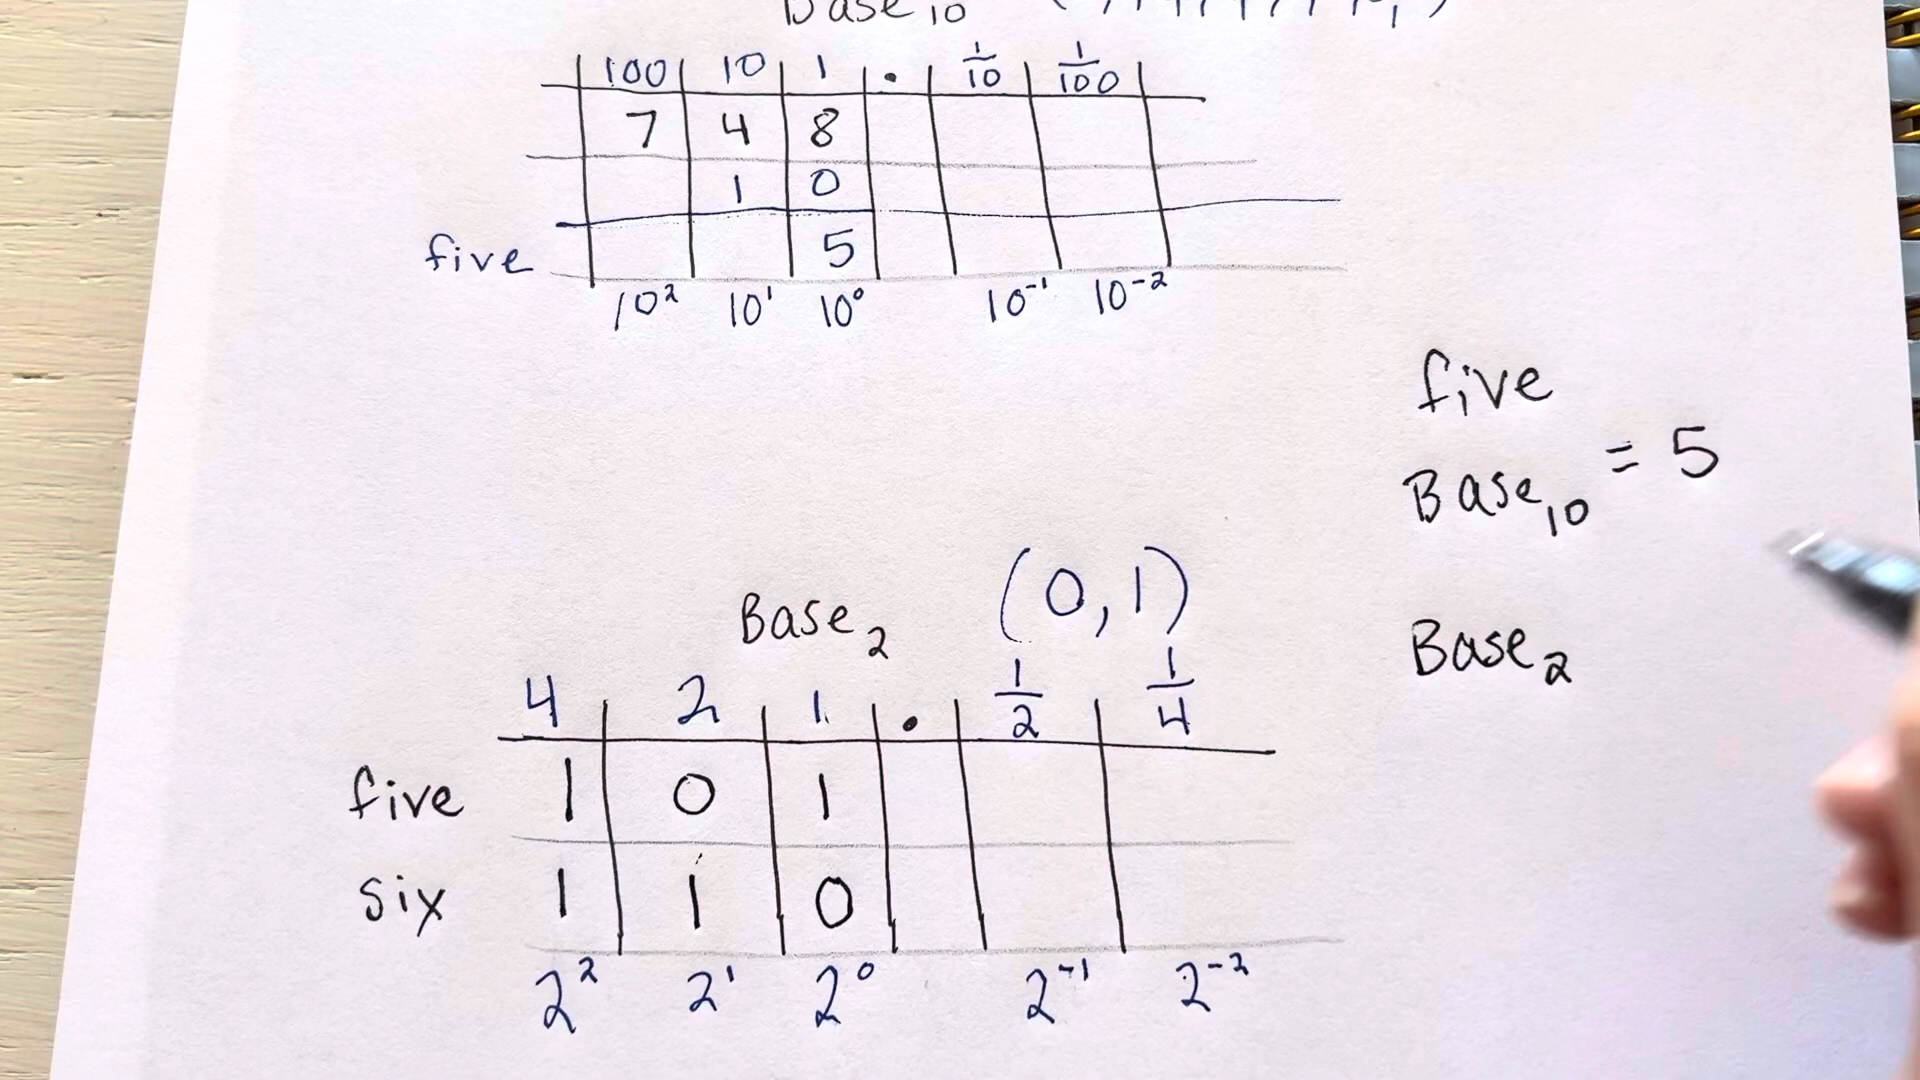 Base 10
100 10 1 . 1/10 1/100
7 4 8
1 0
five 5
10² 10¹ 10⁰ 10⁻¹ 10⁻²
five
Base₁₀ = 5
Base₂
Base₂ (0,1)
4 2 1 . 1/2 1/4
five 1 0 1
six 1 1 0
2² 2¹ 2⁰ 2⁻¹ 2⁻²